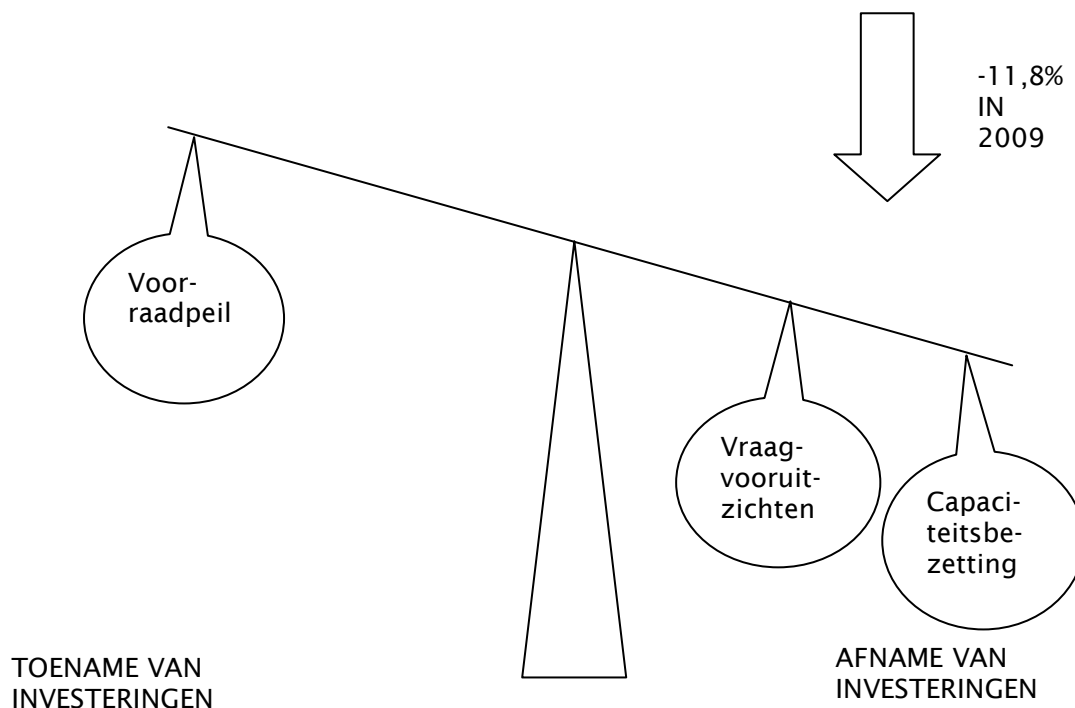 -11,8%
IN
2009
Voor-
raadpeil
Vraag-
vooruit-
zichten
Capaci-
teitsbe-
zetting
TOENAME VAN
INVESTERINGEN
AFNAME VAN
INVESTERINGEN